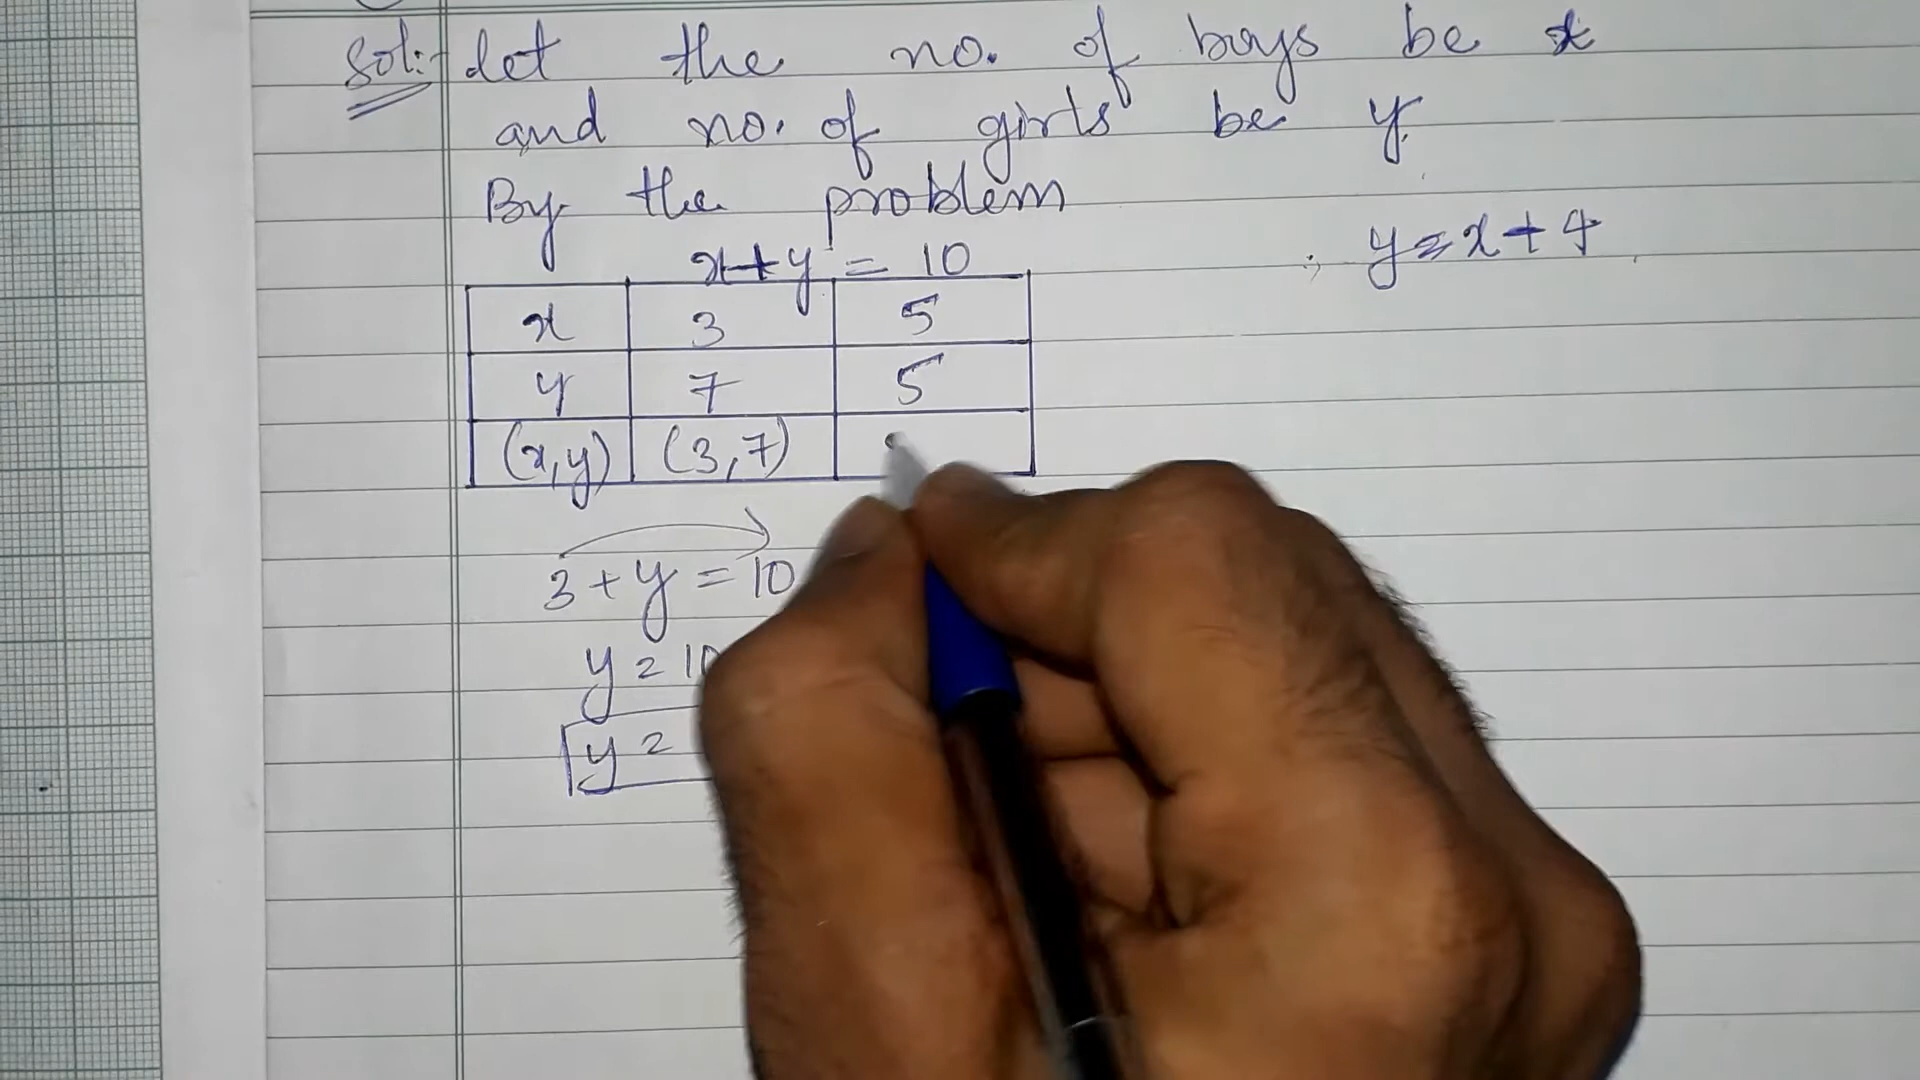 Sol:- Let the no. of boys be x
and no. of girls be y.
By the problem
x+y = 10
∴ y=x+4
x 3 5
y 7 5
(x,y) (3,7)
3+y=10
y=10
y=